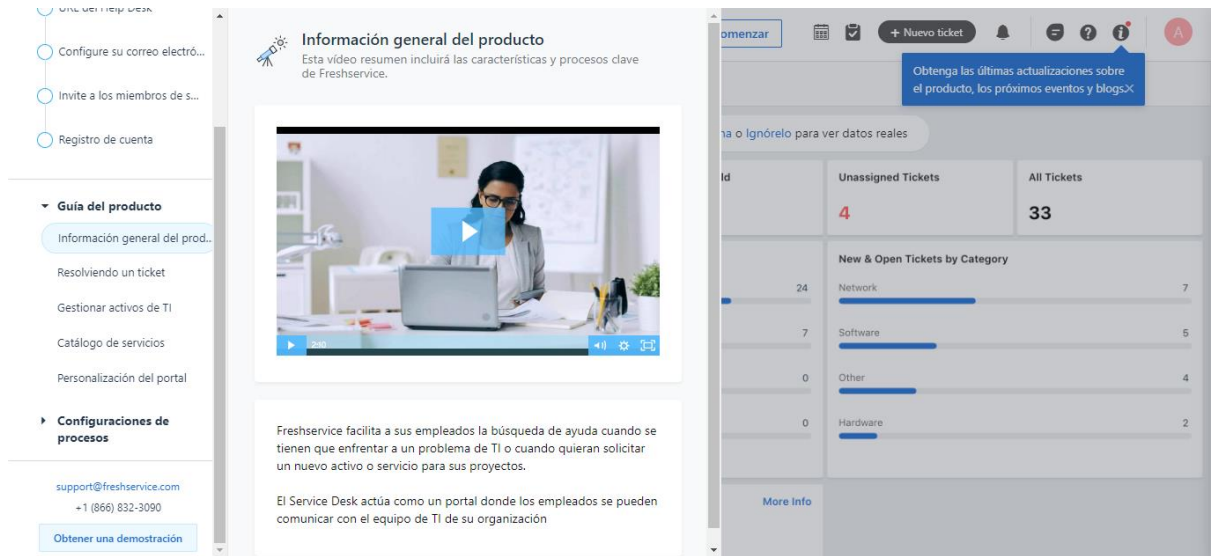 URL del Help Desk
Configure su correo electró...
Invite a los miembros de s...
Registro de cuenta
Guía del producto
Información general del prod...
Resolviendo un ticket
Gestionar activos de TI
Catálogo de servicios
Personalización del portal
Configuraciones de
procesos
support@freshservice.com
+1 (866) 832-3090
Obtener una demostración
Información general del producto
Esta vídeo resumen incluirá las características y procesos clave
de Freshservice.
2:10
Freshservice facilita a sus empleados la búsqueda de ayuda cuando se
tienen que enfrentar a un problema de TI o cuando quieran solicitar
un nuevo activo o servicio para sus proyectos.
El Service Desk actúa como un portal donde los empleados se pueden
comunicar con el equipo de TI de su organización
omenzar
+ Nuevo ticket
A
Obtenga las últimas actualizaciones sobre
el producto, los próximos eventos y blogs.
o Ignórelo para ver datos reales
ld
Unassigned Tickets
4
All Tickets
33
24
7
0
0
New & Open Tickets by Category
Network 7
Software 5
Other 4
Hardware 2
More Info